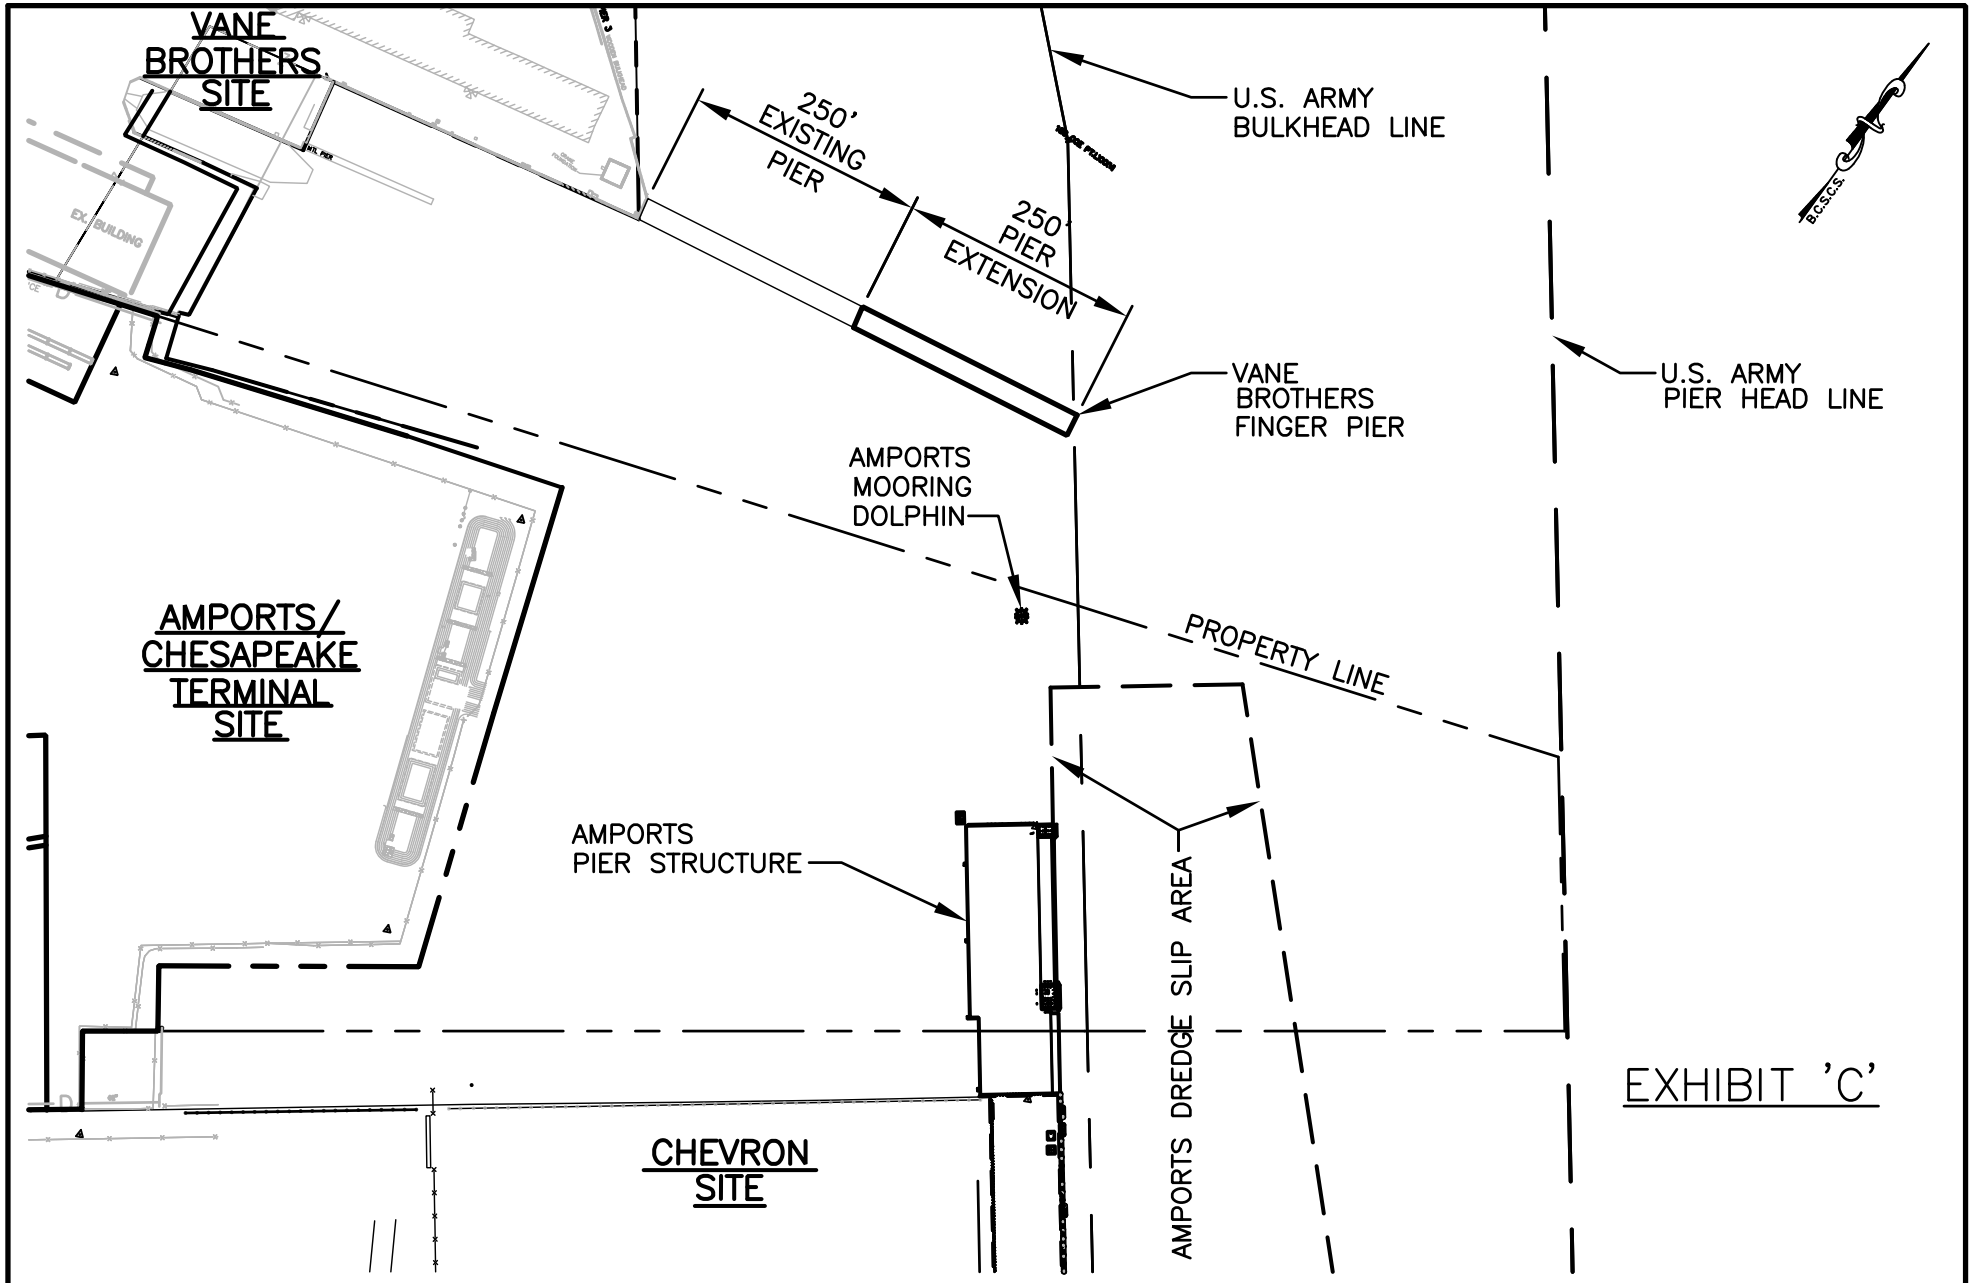 VANE
BROTHERS
SITE
250'
EXISTING
PIER
250'
PIER
EXTENSION
U.S. ARMY
BULKHEAD LINE
B.C.S.C.S.
MTL PIER
EX. BUILDING
VANE
BROTHERS
FINGER PIER
U.S. ARMY
PIER HEAD LINE
AMPORTS
MOORING
DOLPHIN
AMPORTS/
CHESAPEAKE
TERMINAL
SITE
PROPERTY LINE
AMPORTS
PIER STRUCTURE
AMPORTS DREDGE SLIP AREA
EXHIBIT 'C'
CHEVRON
SITE